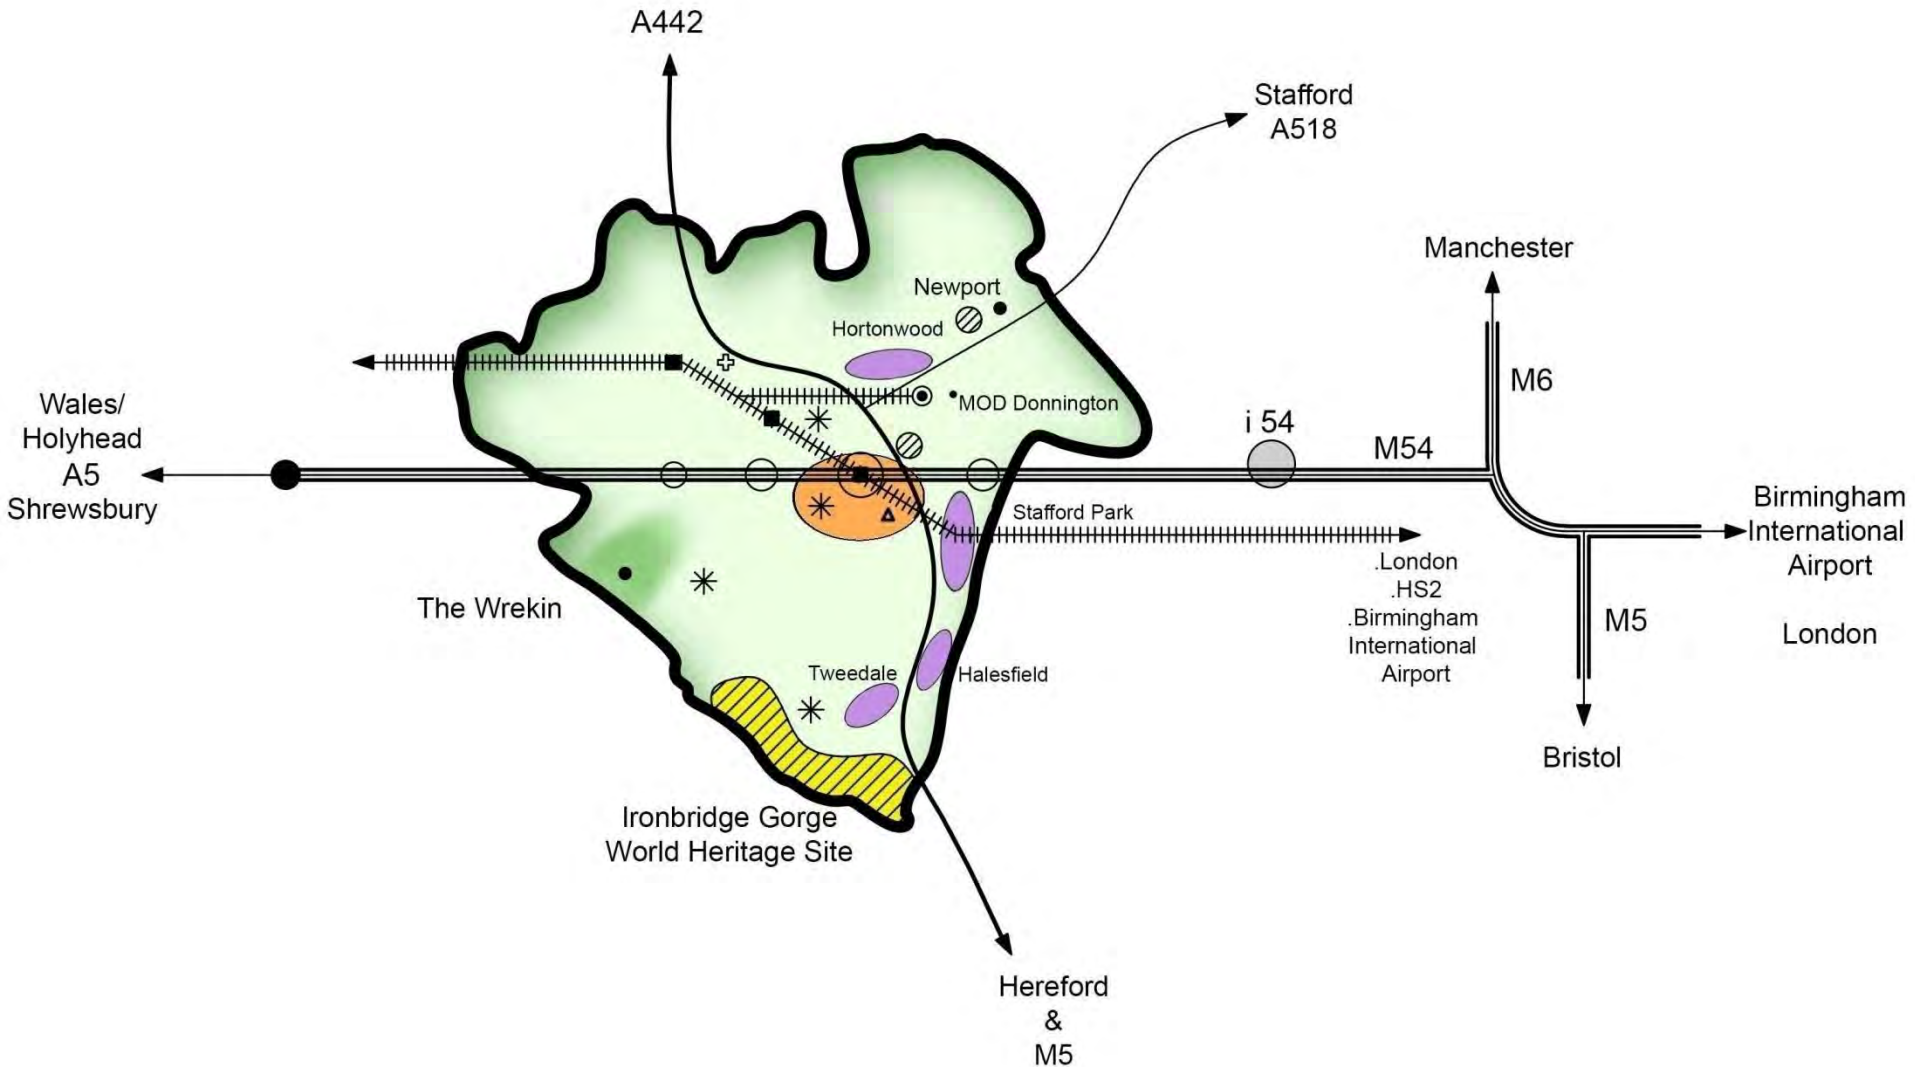 A442
Stafford
A518
Manchester
Newport
Hortonwood
M6
Wales/
Holyhead
A5
Shrewsbury
MOD Donnington
i 54
M54
Birmingham
International
Airport
London
Stafford Park
.London
.HS2
.Birmingham
International
Airport
M5
The Wrekin
Tweedale
Halesfield
Bristol
Ironbridge Gorge
World Heritage Site
Hereford
&
M5